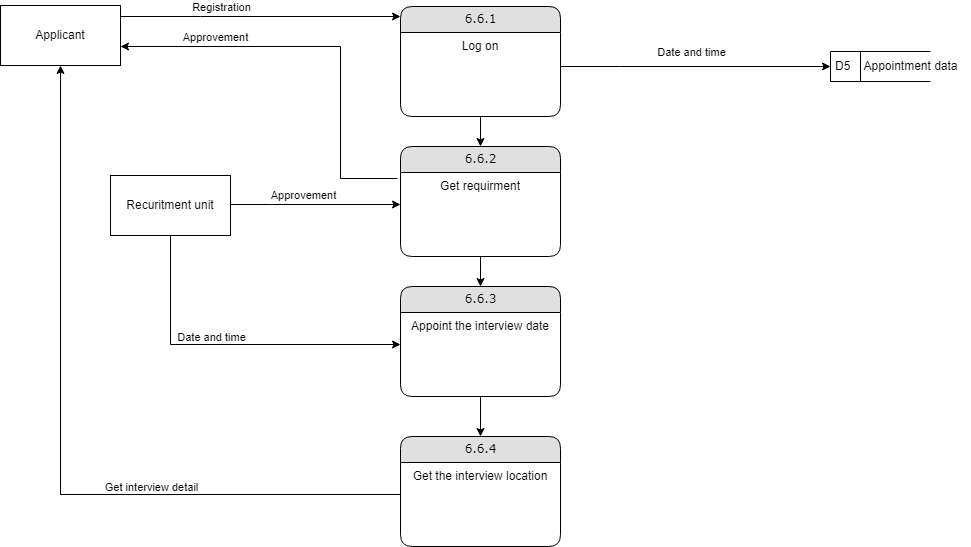 Registration
6.6.1
Applicant
Approvement
Log on
Date and time
D5
Appointment data
6.6.2
Get requirment
Approvement
Recuritment unit
6.6.3
Appoint the interview date
Date and time
6.6.4
Get the interview location
Get interview detail